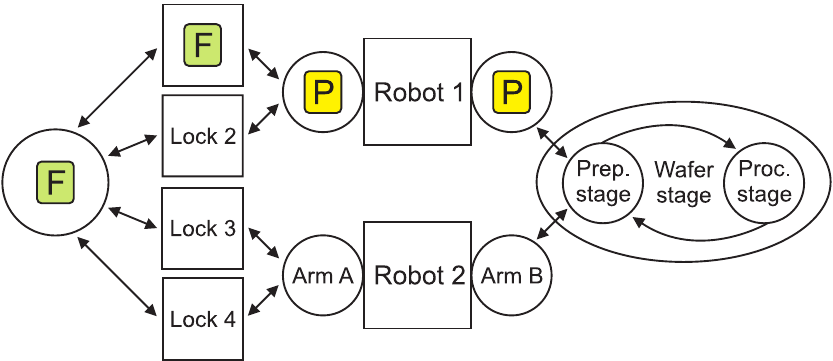 F
Lock 2
F
Lock 3
Lock 4
P
Robot 1
P
Arm A
Robot 2
Arm B
Prep.
stage
Wafer
stage
Proc.
stage